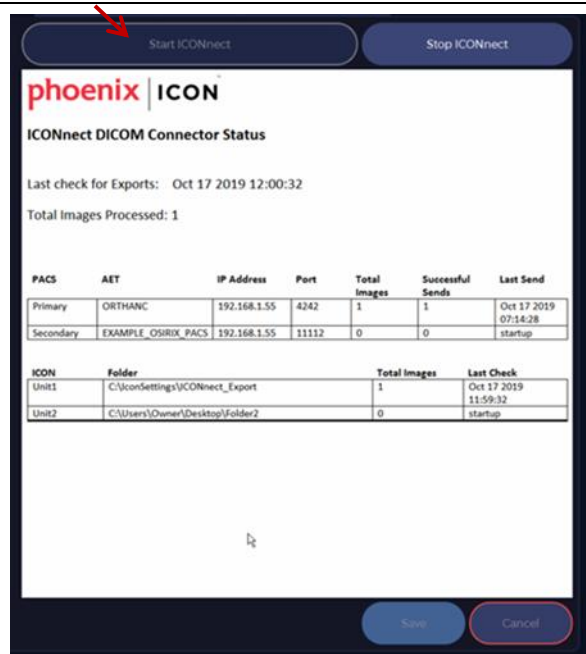 Start ICONnect Stop ICONnect
phoenix | ICON
ICONnect DICOM Connector Status
Last check for Exports: Oct 17 2019 12:00:32
Total Images Processed: 1
PACS AET IP Address Port Total Images Successful Sends Last Send
Primary ORTHANC 192.168.1.55 4242 1 1 Oct 17 2019 07:14:28
Secondary EXAMPLE_OSIRIX_PACS 192.168.1.55 11112 0 0 startup
ICON Folder Total Images Last Check
Unit1 C:\IconSettings\ICONnect_Export 1 Oct 17 2019 11:59:32
Unit2 C:\Users\Owner\Desktop\Folder2 0 startup
Save Cancel